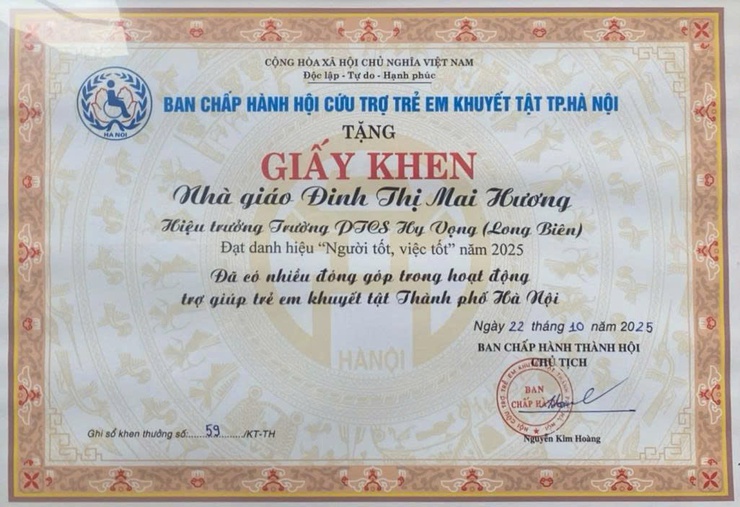 CỘNG HÒA XÃ HỘI CHỦ NGHĨA VIỆT NAM
Độc lập - Tự do - Hạnh phúc
HÀ NỘI
BAN CHẤP HÀNH HỘI CỨU TRỢ TRẺ EM KHUYẾT TẬT TP.HÀ NỘI
TẶNG
GIẤY KHEN
Nhà giáo Đinh Thị Mai Hương
Hiệu trưởng Trường PTCS Hy Vọng (Long Biên)
Đạt danh hiệu "Người tốt, việc tốt" năm 2025
Đã có nhiều đóng góp trong hoạt động
trợ giúp trẻ em khuyết tật Thành phố Hà Nội
Ngày 22 tháng 10 năm 2025
BAN CHẤP HÀNH THÀNH HỘI
CHỦ TỊCH
HÀNỘI
BAN
CHẤP HÀNH
Nguyễn Kim Hoàng
Ghi sổ khen thưởng số:....59....../KT-TH